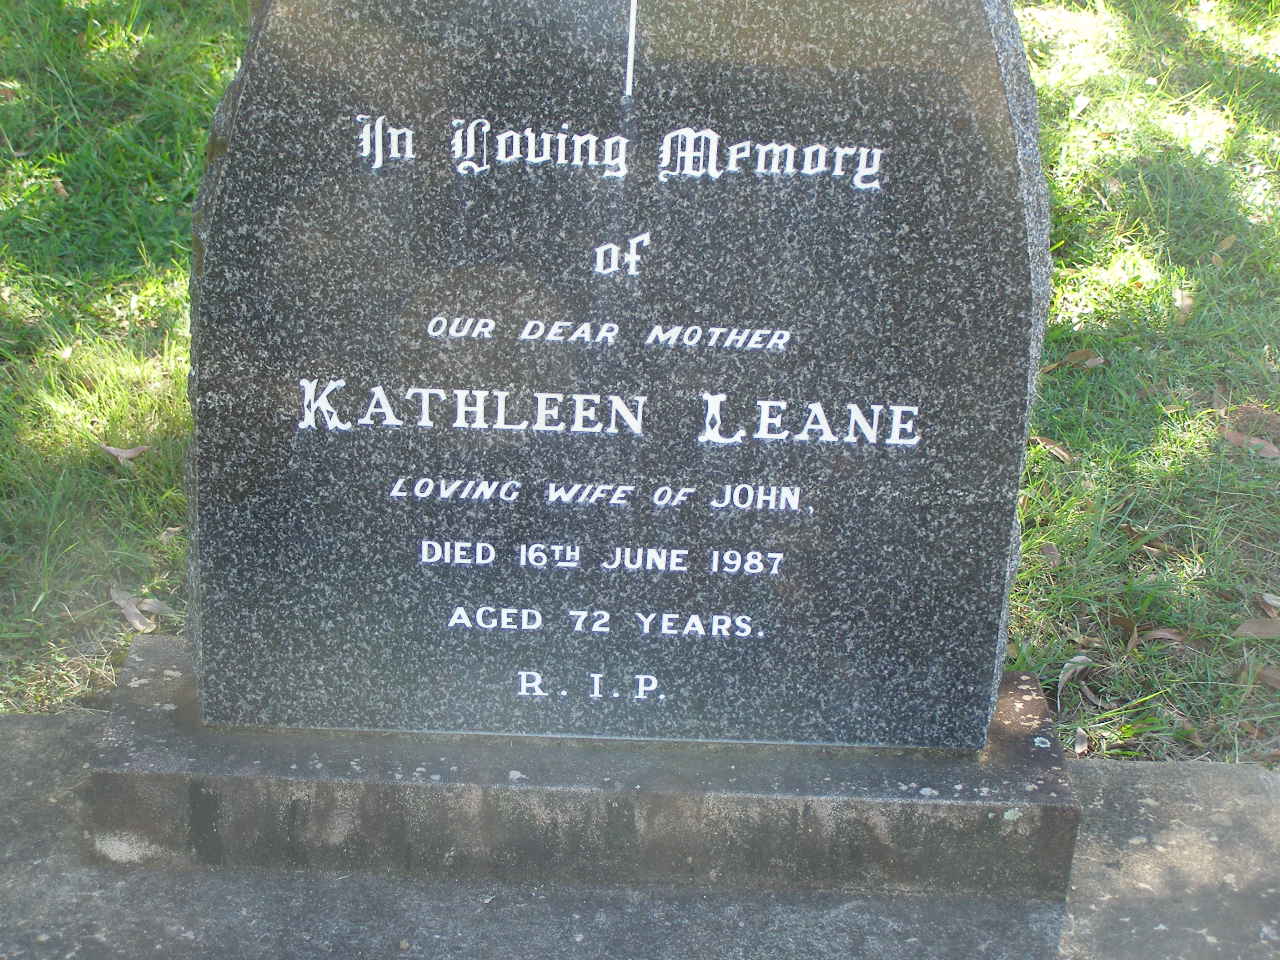 In Loving Memory
of
OUR DEAR MOTHER
KATHLEEN LEANE
LOVING WIFE OF JOHN,
DIED 16TH JUNE 1987
AGED 72 YEARS.
R. I. P.